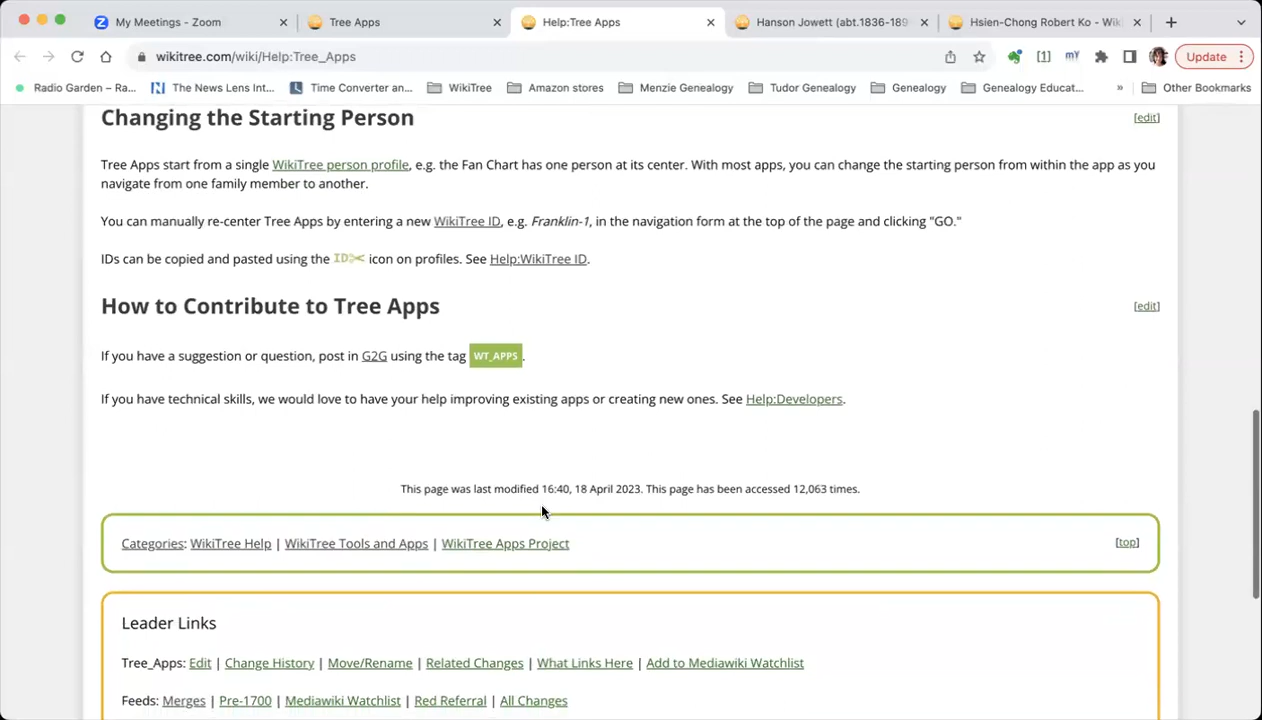 My Meetings - Zoom
Tree Apps
Help:Tree Apps
Hanson Jowett (abt.1836-189
Hsien-Chong Robert Ko - Wiki
wikitree.com/wiki/Help:Tree_Apps
[1]
mY
Update
Radio Garden – Ra...
The News Lens Int...
Time Converter an...
WikiTree
Amazon stores
Menzie Genealogy
Tudor Genealogy
Genealogy
Genealogy Educat...
»
Other Bookmarks
Changing the Starting Person
[edit]
Tree Apps start from a single WikiTree person profile, e.g. the Fan Chart has one person at its center. With most apps, you can change the starting person from within the app as you
navigate from one family member to another.
You can manually re-center Tree Apps by entering a new WikiTree ID, e.g. Franklin-1, in the navigation form at the top of the page and clicking "GO."
IDs can be copied and pasted using the ID icon on profiles. See Help:WikiTree ID.
How to Contribute to Tree Apps
[edit]
If you have a suggestion or question, post in G2G using the tag WT_APPS.
If you have technical skills, we would love to have your help improving existing apps or creating new ones. See Help:Developers.
This page was last modified 16:40, 18 April 2023. This page has been accessed 12,063 times.
Categories: WikiTree Help | WikiTree Tools and Apps | WikiTree Apps Project
[top]
Leader Links
Tree_Apps: Edit | Change History | Move/Rename | Related Changes | What Links Here | Add to Mediawiki Watchlist
Feeds: Merges | Pre-1700 | Mediawiki Watchlist | Red Referral | All Changes